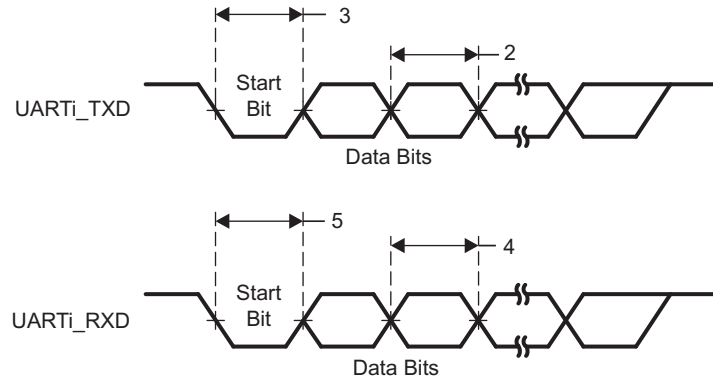 3
2
Start
Bit
UARTi_TXD
Data Bits
5
4
Start
Bit
UARTi_RXD
Data Bits